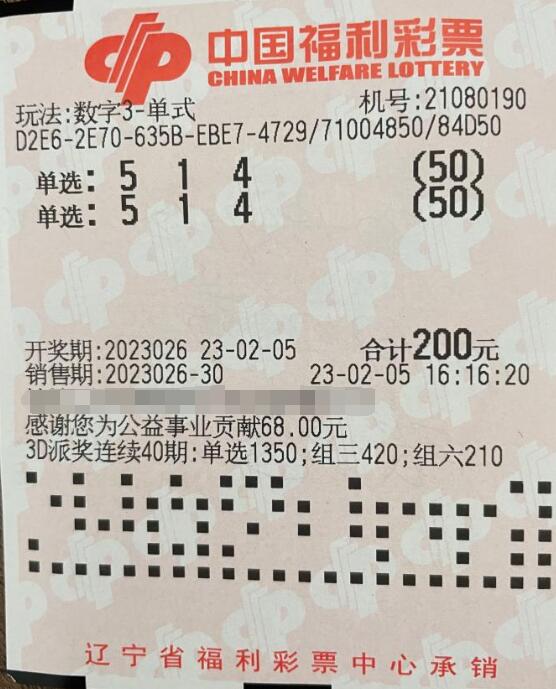 中国福利彩票
CHINA WELFARE LOTTERY
玩法:数字3-单式 机号:21080190
D2E6-2E70-635B-EBE7-4729/71004850/84D50
单选: 5 1 4 (50)
单选: 5 1 4 (50)
开奖期:2023026 23-02-05 合计200元
销售期:2023026-30 23-02-05 16:16:20
感谢您为公益事业贡献68.00元
3D派奖连续40期:单选1350;组三420;组六210
辽宁省福利彩票中心承销